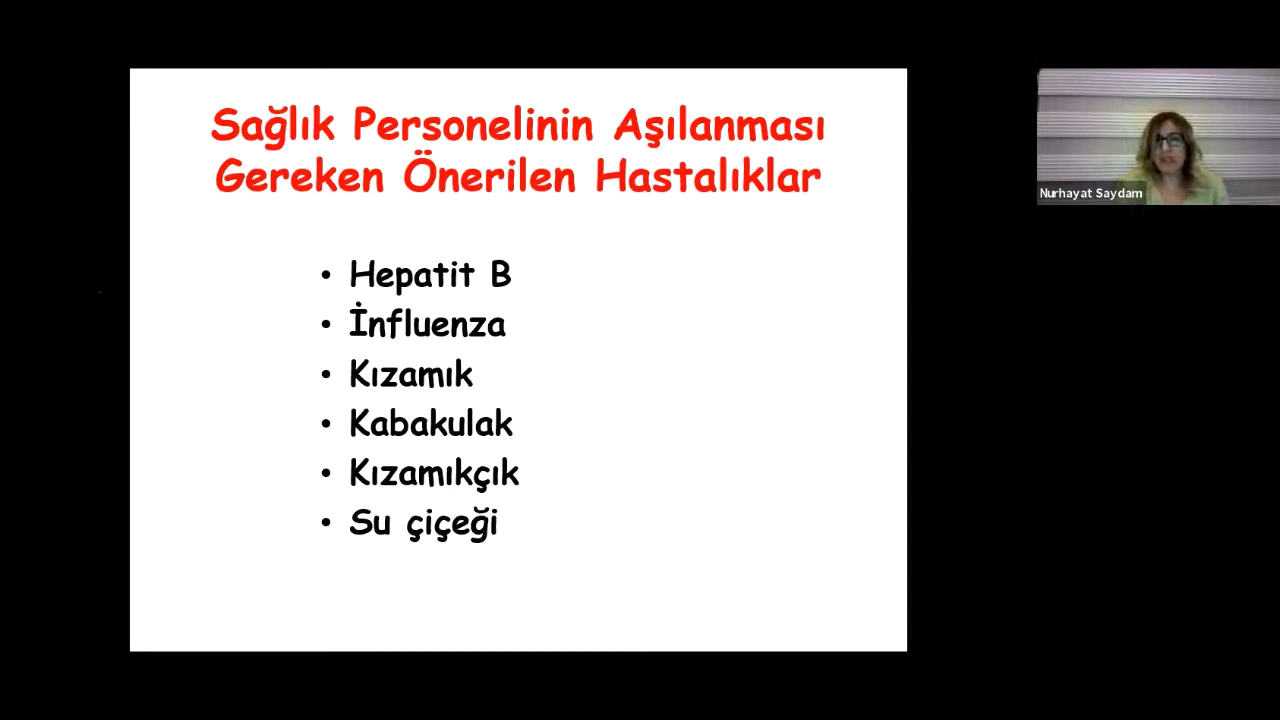 Sağlık Personelinin Aşılanması
Gereken Önerilen Hastalıklar
• Hepatit B
• İnfluenza
• Kızamık
• Kabakulak
• Kızamıkçık
• Su çiçeği
Nurhayat Saydam